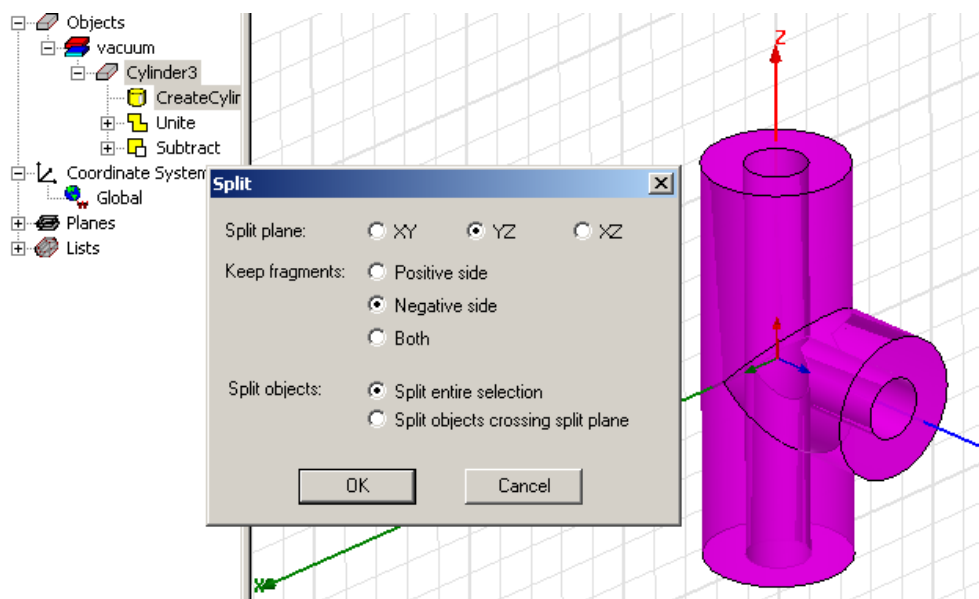 Objects
vacuum
Cylinder3
CreateCylir
Unite
Subtract
Coordinate System
Global
Planes
Lists
Split
Split plane: XY YZ XZ
Keep fragments: Positive side
Negative side
Both
Split objects: Split entire selection
Split objects crossing split plane
OK Cancel
Z
X